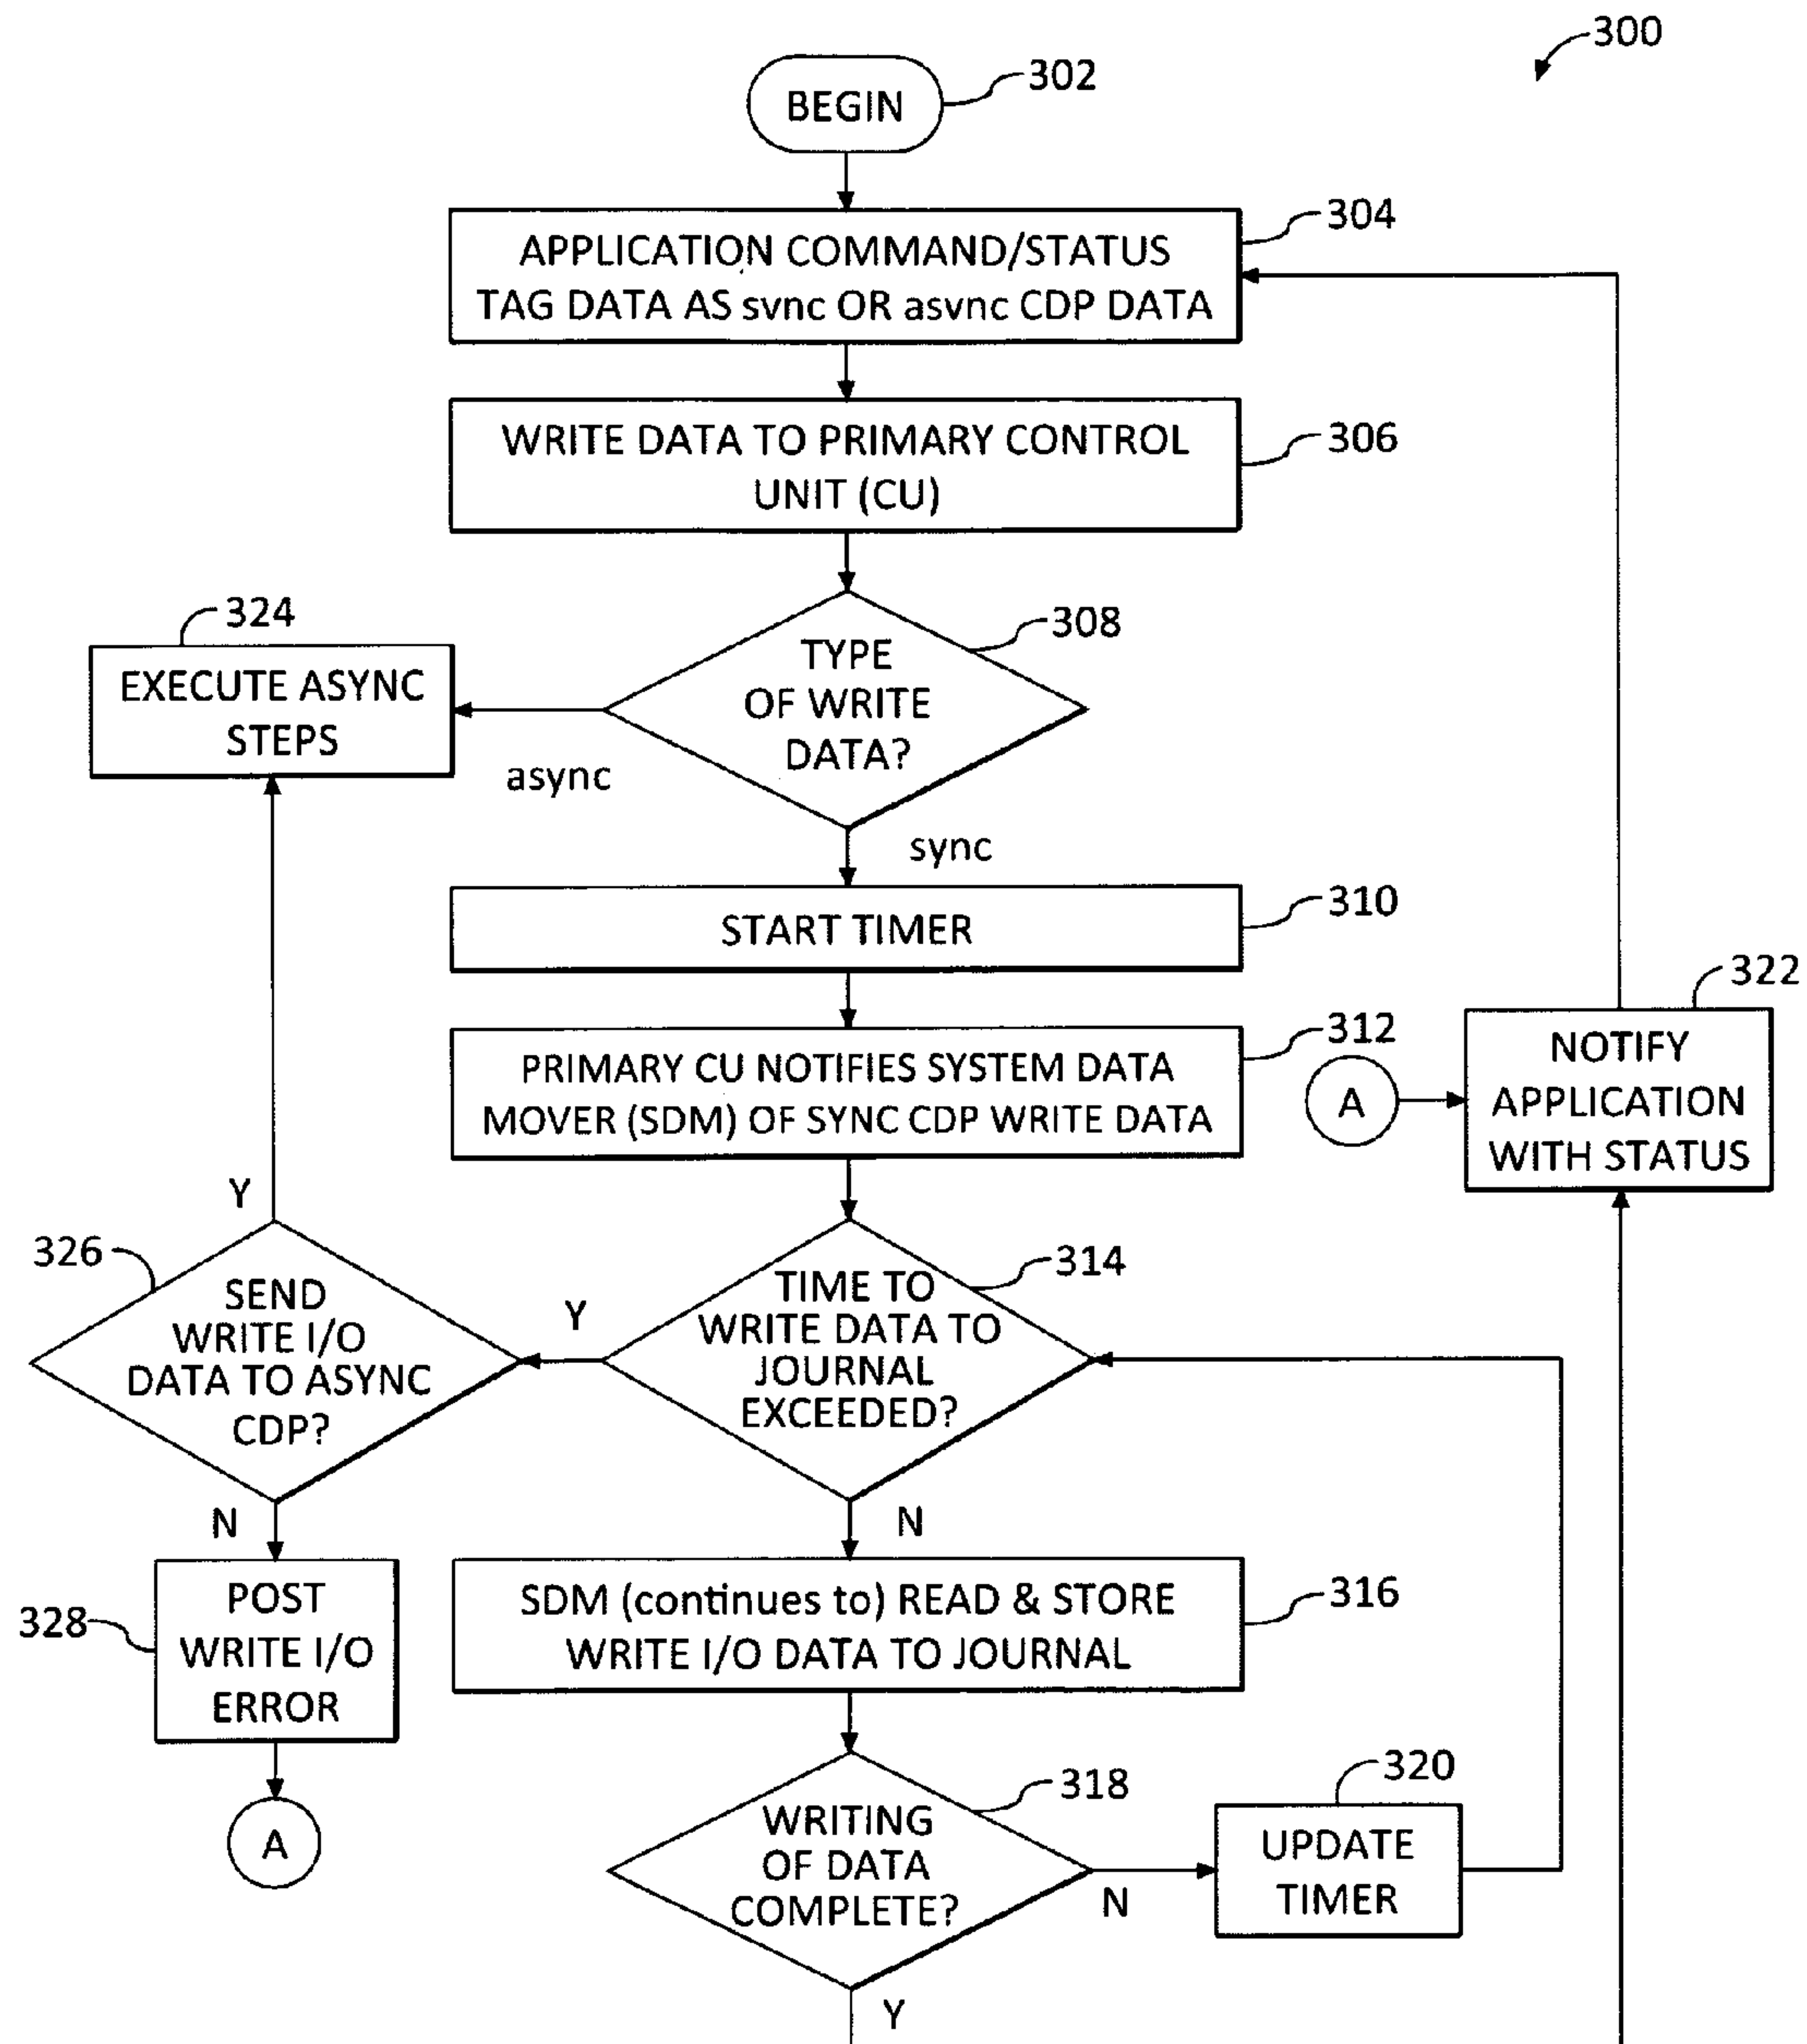 300
BEGIN
302
APPLICATION COMMAND/STATUS
TAG DATA AS svnc OR asvnc CDP DATA
304
WRITE DATA TO PRIMARY CONTROL
UNIT (CU)
306
TYPE
OF WRITE
DATA?
308
async
sync
324
EXECUTE ASYNC
STEPS
START TIMER
310
PRIMARY CU NOTIFIES SYSTEM DATA
MOVER (SDM) OF SYNC CDP WRITE DATA
312
A
322
NOTIFY
APPLICATION
WITH STATUS
TIME TO
WRITE DATA TO
JOURNAL
EXCEEDED?
314
Y
N
326
SEND
WRITE I/O
DATA TO ASYNC
CDP?
Y
N
328
POST
WRITE I/O
ERROR
A
SDM (continues to) READ & STORE
WRITE I/O DATA TO JOURNAL
316
WRITING
OF DATA
COMPLETE?
318
N
Y
320
UPDATE
TIMER